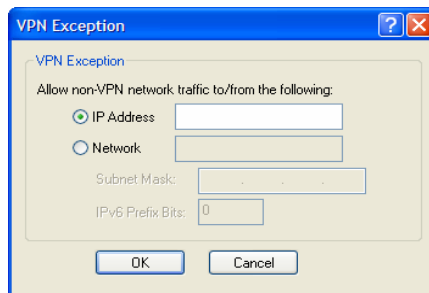 VPN Exception
VPN Exception
Allow non-VPN network traffic to/from the following:
IP Address
Network
Subnet Mask:
. . .
IPv6 Prefix Bits: 0
OK Cancel